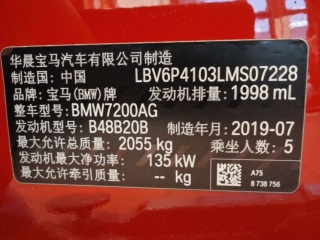 华晨宝马汽车有限公司制造
制造国: 中国 LBV6P4103LMS07228
品牌: 宝马(BMW)牌 发动机排量: 1998 mL
整车型号: BMW7200AG
发动机型号: B48B20B 制造年月: 2019-07
最大允许总质量: 2055 kg 乘坐人数: 5
发动机最大净功率: 135 kW
最大允许牵引质量: -- kg
A75
8 738 756